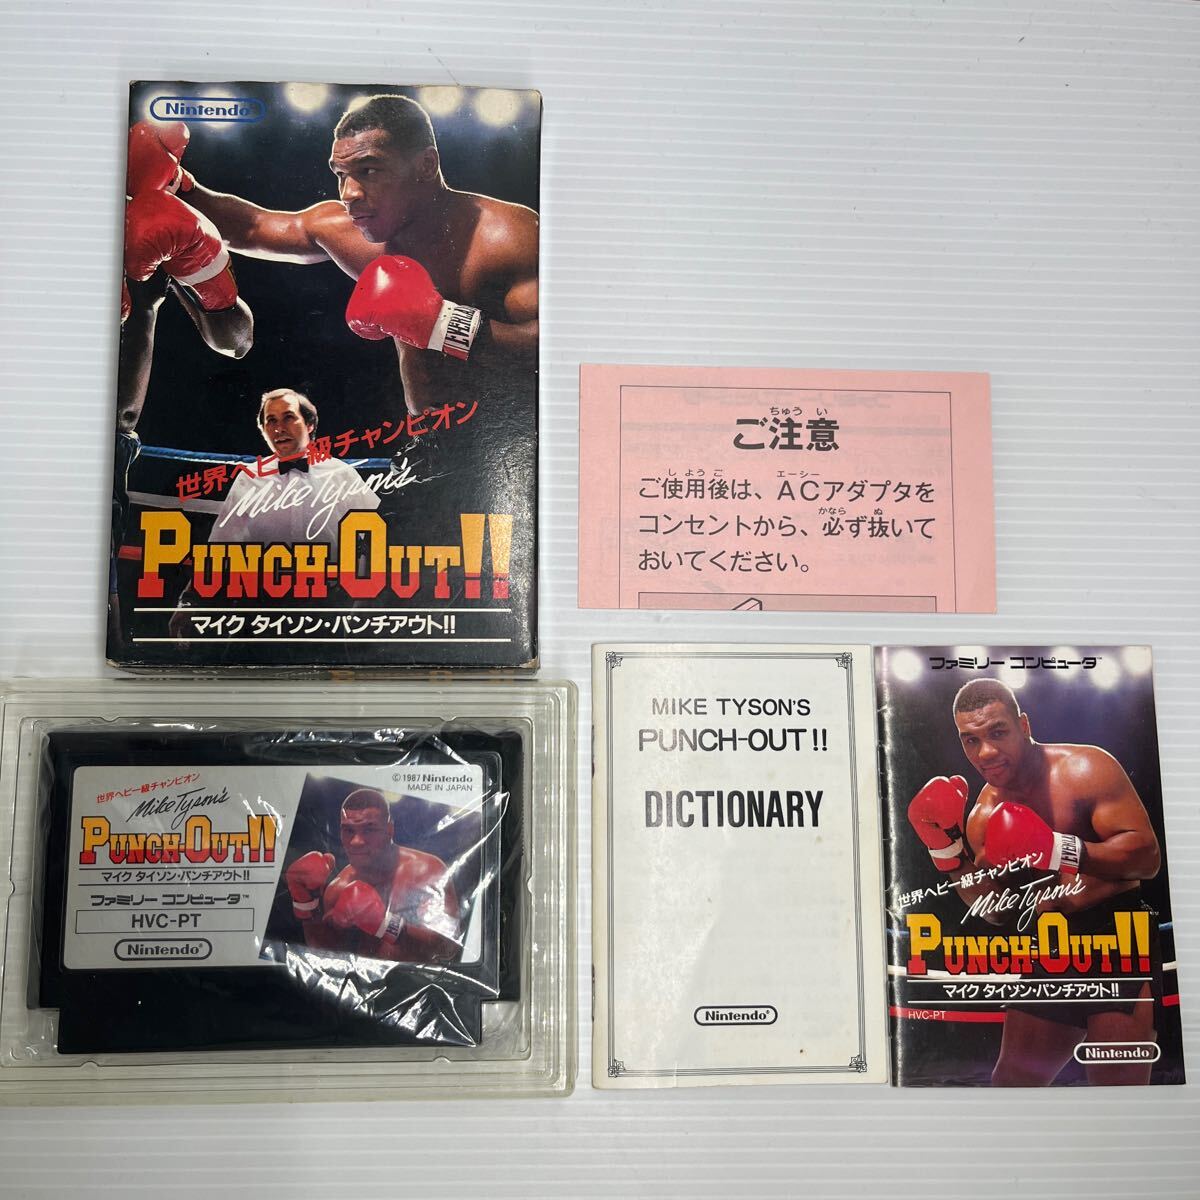 Nintendo®
EVERLAST
世界ヘビー級チャンピオン
Mike Tyson's
PUNCH-OUT!!
マイク タイソン・パンチアウト!!
ちゅう い
ご注意
しようご エーシー
ご使用後は、ACアダプタを
かなら ぬ
コンセントから、必ず抜いて
おいてください。
MIKE TYSON'S
PUNCH-OUT!!
DICTIONARY
Nintendo®
ファミリー コンピュータ™
世界ヘビー級チャンピオン
Mike Tyson's
PUNCH-OUT!!™
マイク タイソン・パンチアウト!!
HVC-PT
Nintendo®
世界ヘビー級チャンピオン
Mike Tyson's
PUNCH-OUT!!™
マイク タイソン・パンチアウト!!
ファミリー コンピュータ™
HVC-PT
Nintendo®
©1987 Nintendo
MADE IN JAPAN